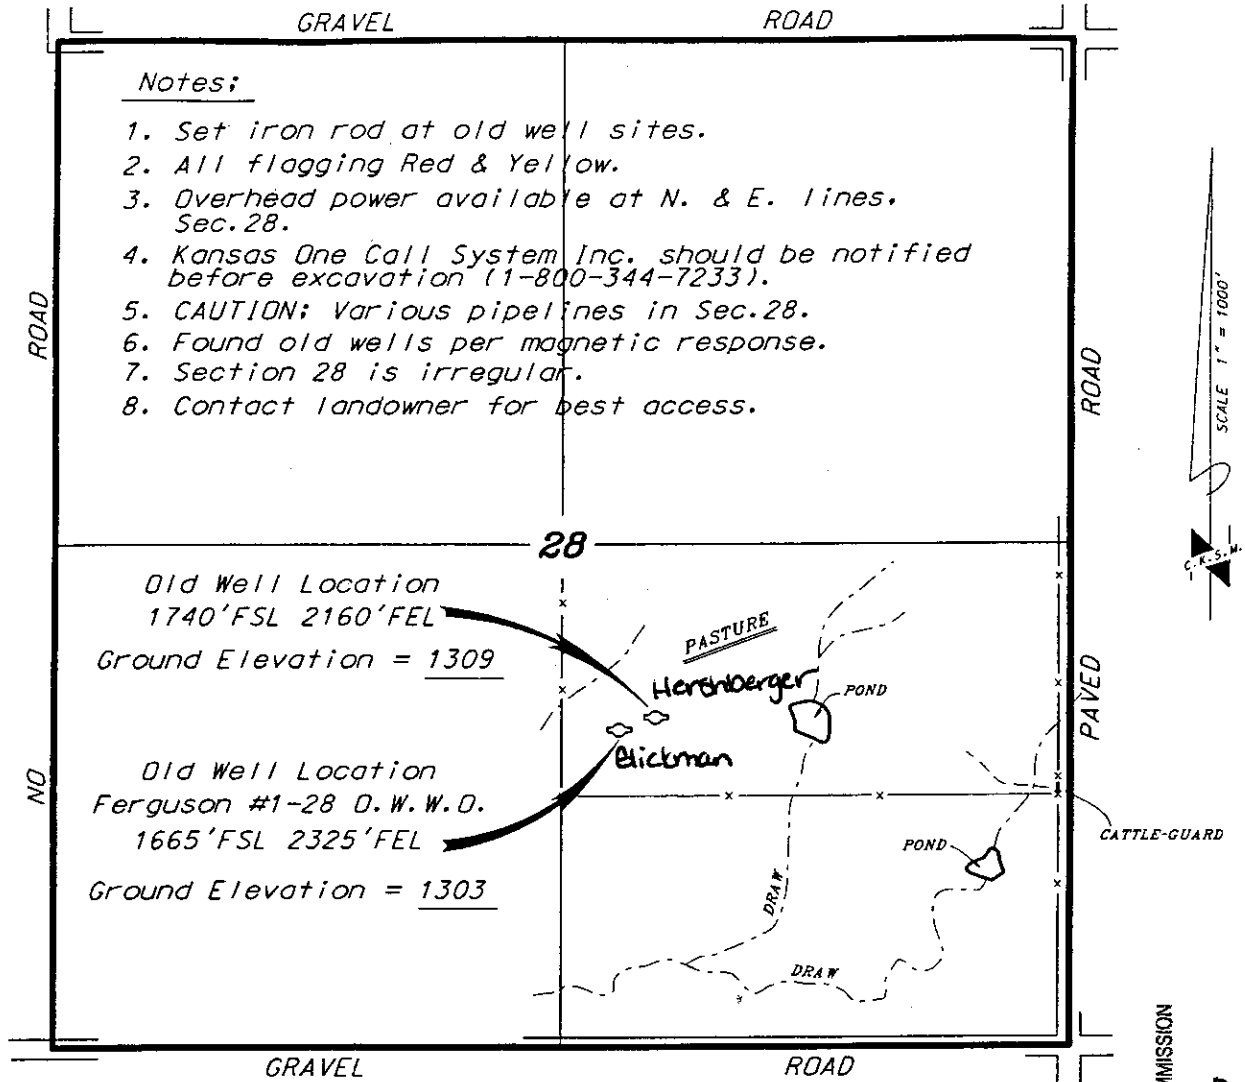 GRAVEL ROAD
Notes:
1. Set iron rod at old well sites.
2. All flagging Red & Yellow.
3. Overhead power available at N. & E. lines.
Sec.28.
4. Kansas One Call System Inc. should be notified
before excavation (1-800-344-7233).
5. CAUTION: Various pipelines in Sec.28.
6. Found old wells per magnetic response.
7. Section 28 is irregular.
8. Contact landowner for best access.
ROAD
NO
ROAD
PAVED
SCALE 1" = 1000'
C.K.S.W.
28
Old Well Location
1740'FSL 2160'FEL
Ground Elevation = 1309
PASTURE
Hershberger
POND
Old Well Location
Ferguson #1-28 O.W.W.O.
1665'FSL 2325'FEL
Ground Elevation = 1303
POND
CATTLE-GUARD
DRAW
DRAW
GRAVEL ROAD